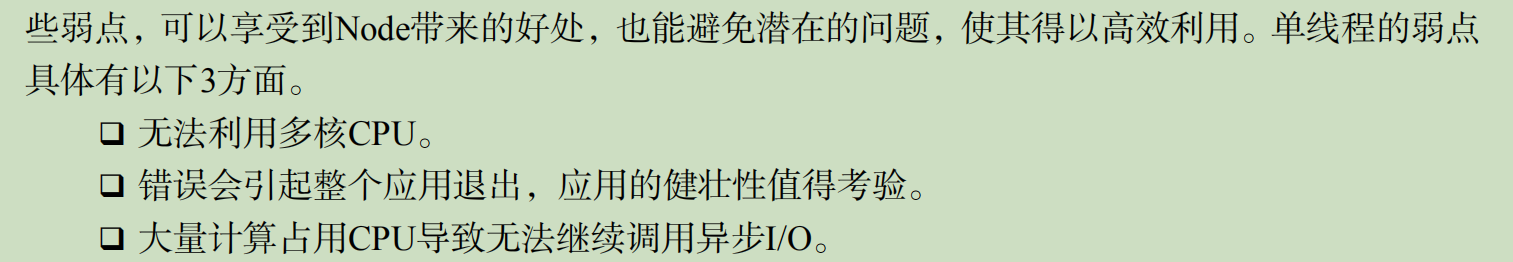 些弱点，可以享受到Node带来的好处，也能避免潜在的问题，使其得以高效利用。单线程的弱点
具体有以下3方面。
❑ 无法利用多核CPU。
❑ 错误会引起整个应用退出，应用的健壮性值得考验。
❑ 大量计算占用CPU导致无法继续调用异步I/O。